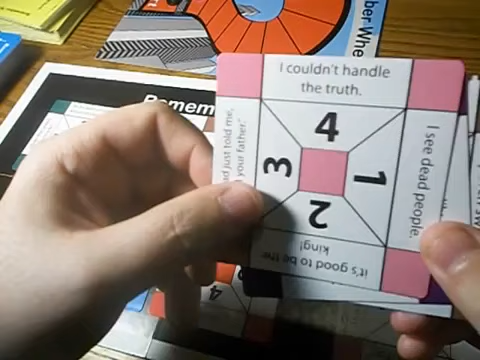 I couldn't handle
the truth.
4
ad just told me,
your father."
3
1
I see dead people.
2
it's good to be the
king!
Remem
ber Whe
4